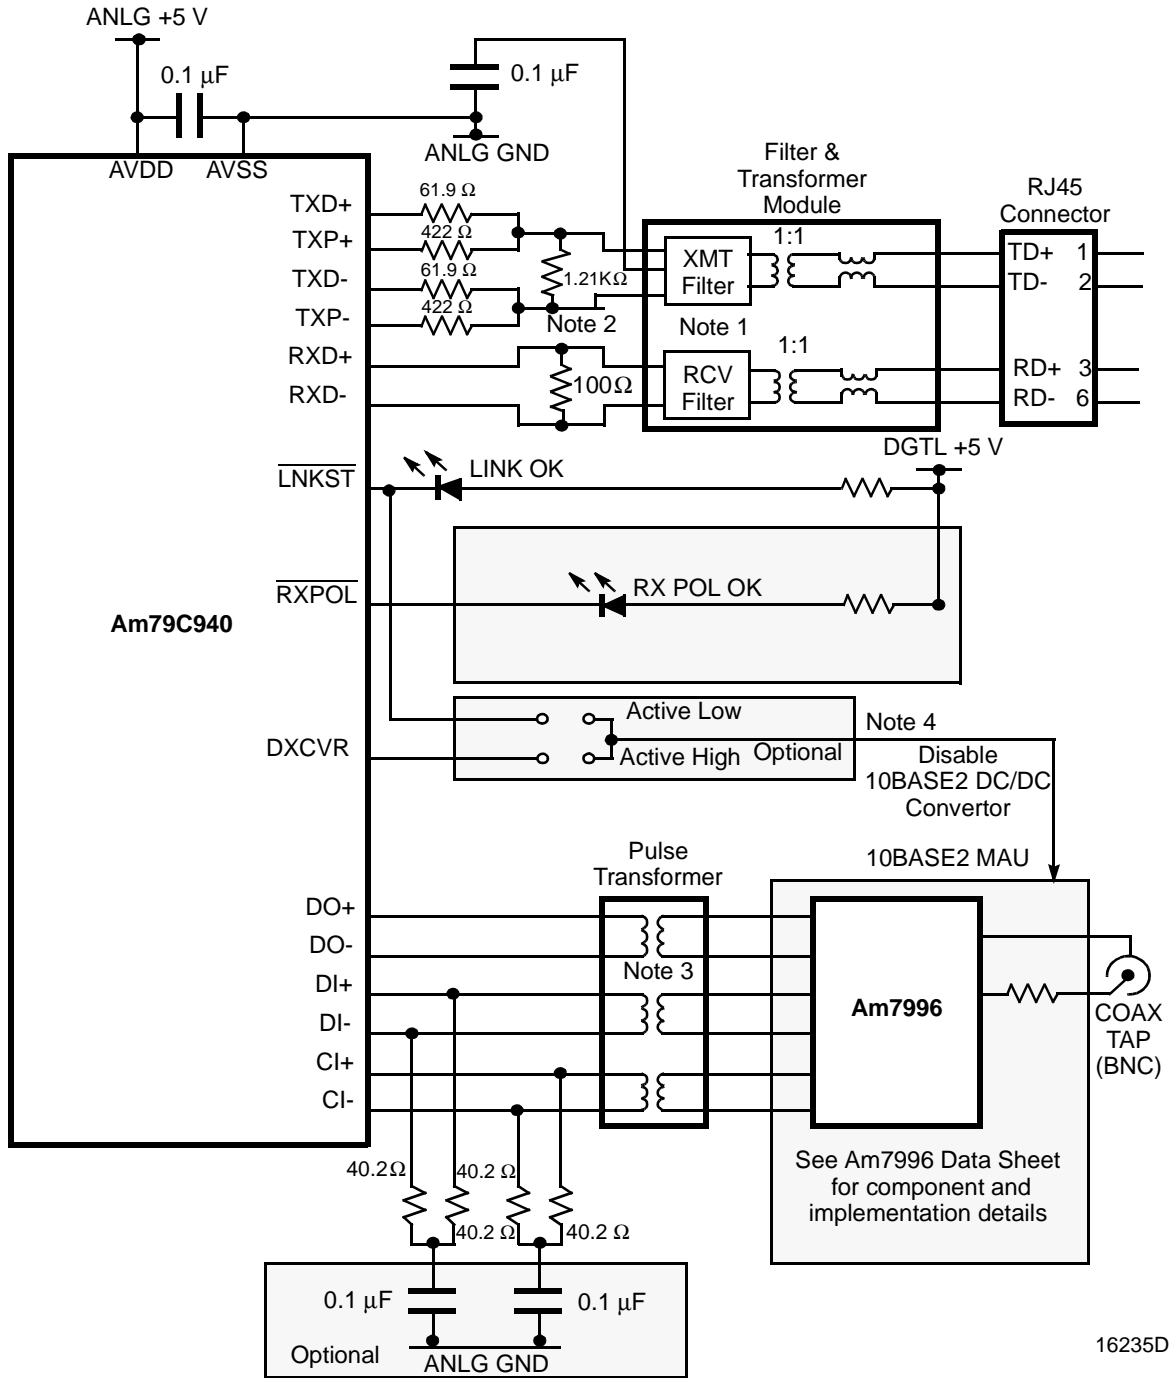 ANLG +5 V
0.1 µF
0.1 µF
ANLG GND
AVDD
AVSS
Filter &
Transformer
Module
RJ45
Connector
TXD+
61.9 Ω
TXP+
422 Ω
TXD-
61.9 Ω
TXP-
422 Ω
1.21KΩ
Note 2
XMT
Filter
1:1
Note 1
TD+ 1
TD- 2
RXD+
RXD-
100Ω
RCV
Filter
1:1
RD+ 3
RD- 6
DGTL +5 V
LNKST
LINK OK
RXPOL
RX POL OK
Am79C940
DXCVR
Active Low
Active High
Optional
Note 4
Disable
10BASE2 DC/DC
Convertor
10BASE2 MAU
Pulse
Transformer
DO+
DO-
DI+
DI-
CI+
CI-
Note 3
Am7996
COAX
TAP
(BNC)
See Am7996 Data Sheet
for component and
implementation details
40.2Ω
40.2 Ω
40.2 Ω
40.2 Ω
0.1 µF
0.1 µF
Optional
ANLG GND
16235D